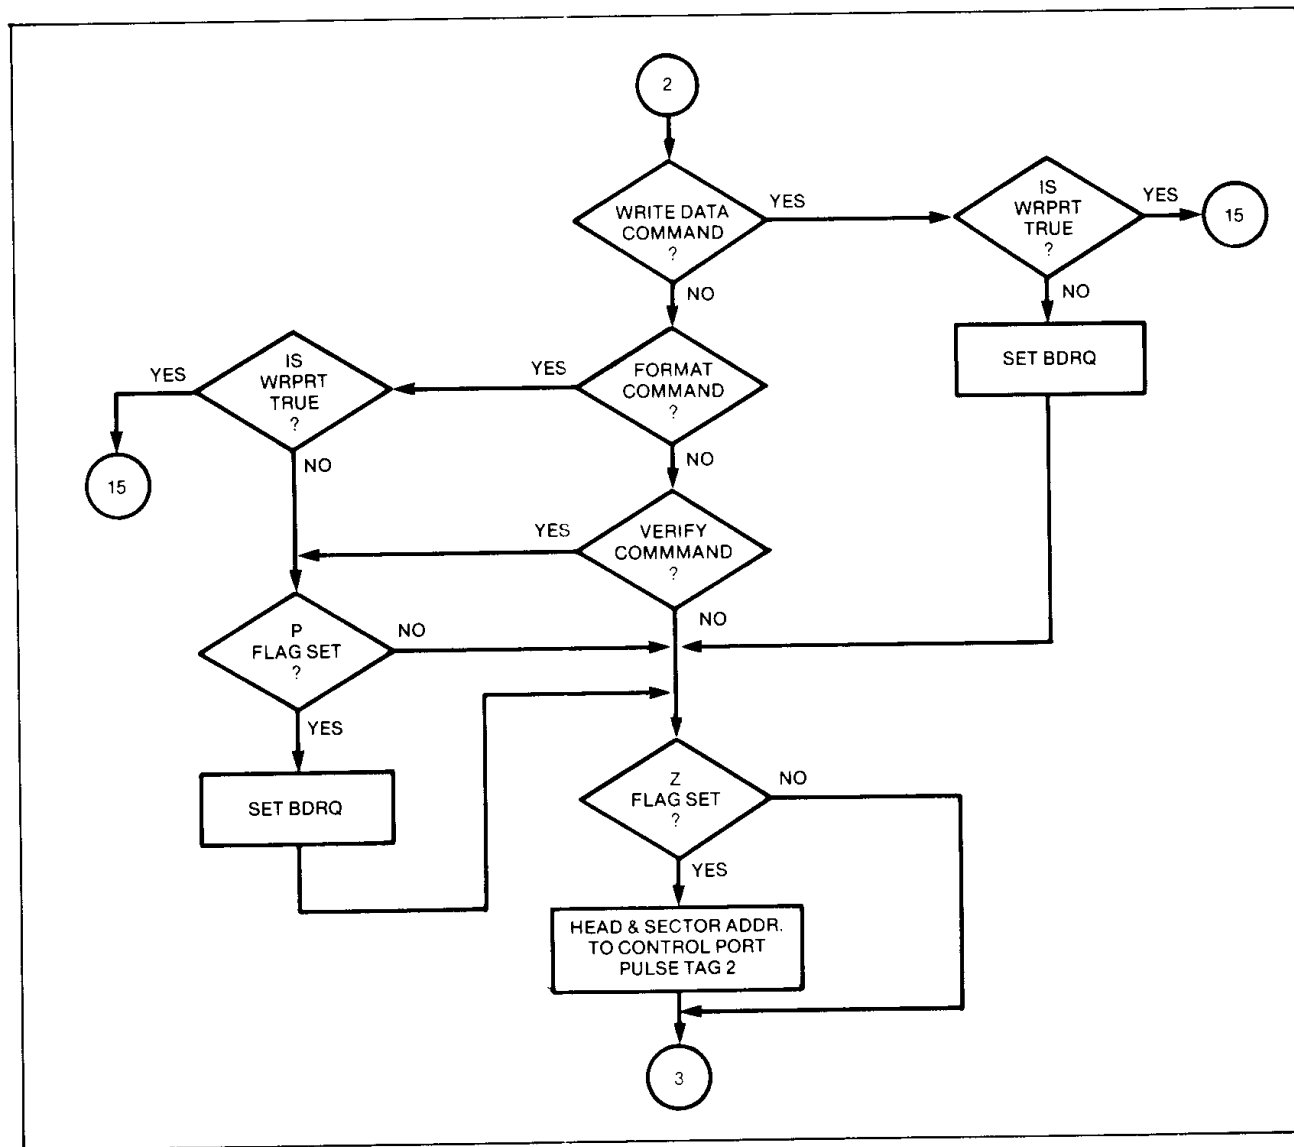 2
WRITE DATA
COMMAND
?
YES
IS
WRPRT
TRUE
?
YES
15
NO
NO
SET BDRQ
IS
WRPRT
TRUE
?
YES
YES
FORMAT
COMMAND
?
15
NO
NO
VERIFY
COMMMAND
?
YES
NO
P
FLAG SET
?
NO
YES
SET BDRQ
Z
FLAG SET
?
NO
YES
HEAD & SECTOR ADDR.
TO CONTROL PORT
PULSE TAG 2
3